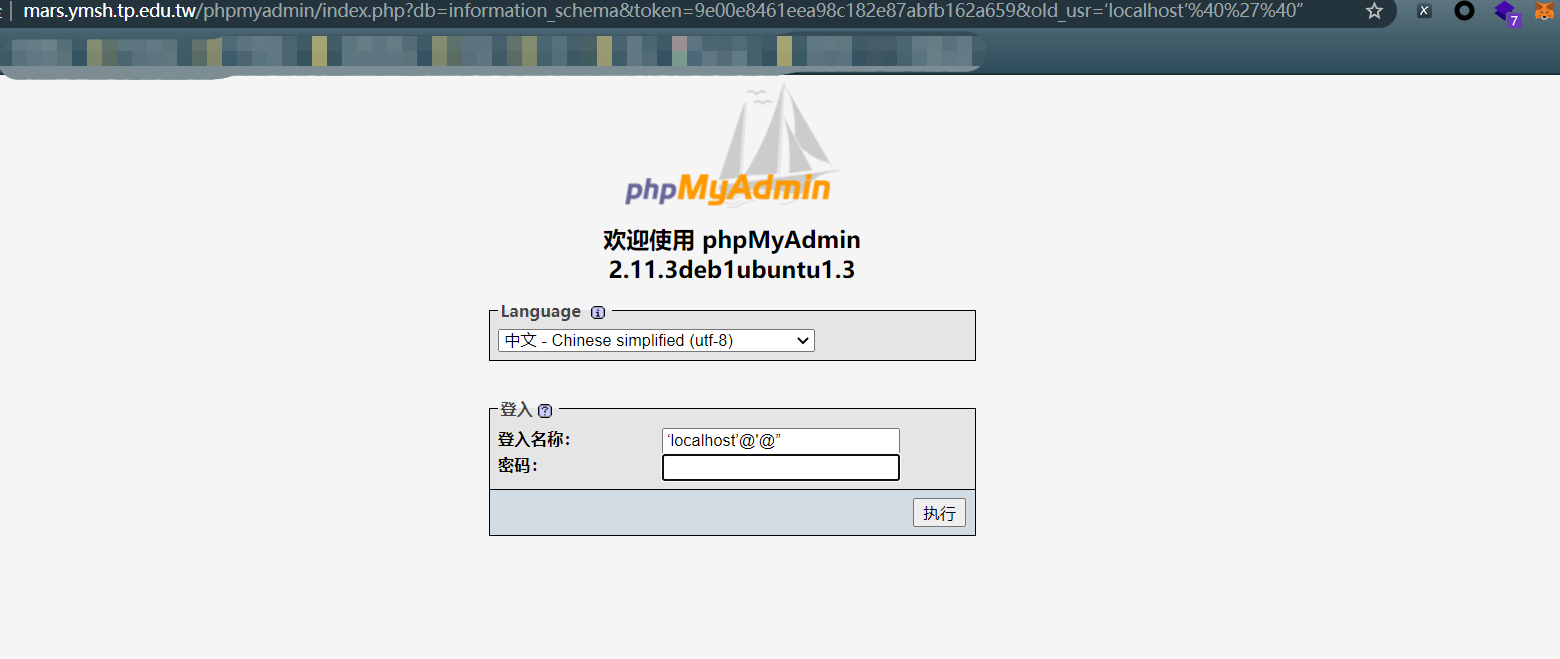 mars.ymsh.tp.edu.tw/phpmyadmin/index.php?db=information_schema&token=9e00e8461eea98c182e87abfb162a659&old_usr=‘localhost’%40%27%40”
7
phpMyAdmin
欢迎使用 phpMyAdmin
2.11.3deb1ubuntu1.3
Language
中文 - Chinese simplified (utf-8)
登入
登入名称：
‘localhost’@'@”
密码：
执行